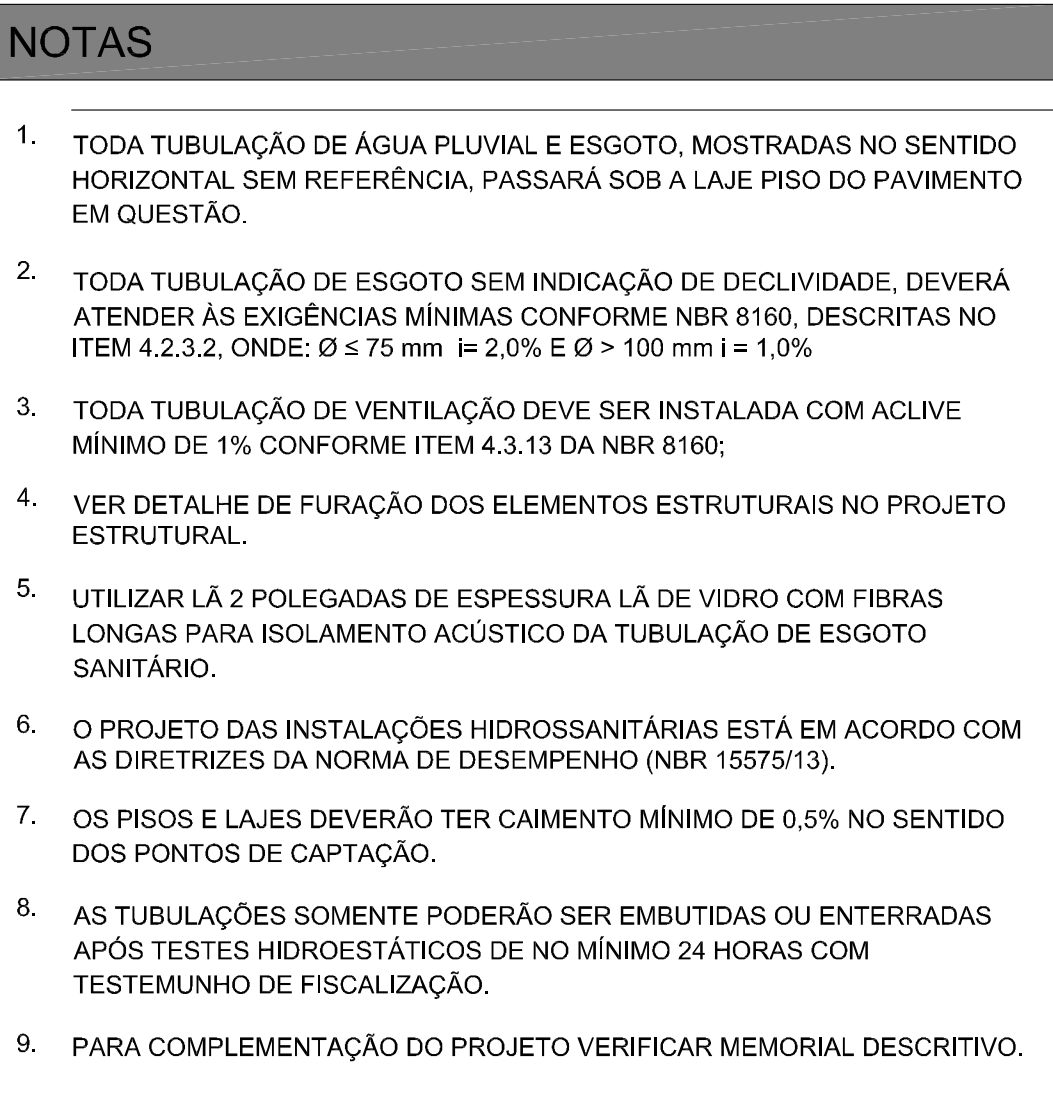 NOTAS
1. TODA TUBULAÇÃO DE ÁGUA PLUVIAL E ESGOTO, MOSTRADAS NO SENTIDO
HORIZONTAL SEM REFERÊNCIA, PASSARÁ SOB A LAJE PISO DO PAVIMENTO
EM QUESTÃO.
2. TODA TUBULAÇÃO DE ESGOTO SEM INDICAÇÃO DE DECLIVIDADE, DEVERÁ
ATENDER ÀS EXIGÊNCIAS MÍNIMAS CONFORME NBR 8160, DESCRITAS NO
ITEM 4.2.3.2, ONDE: Ø ≤ 75 mm i= 2,0% E Ø > 100 mm i = 1,0%
3. TODA TUBULAÇÃO DE VENTILAÇÃO DEVE SER INSTALADA COM ACLIVE
MÍNIMO DE 1% CONFORME ITEM 4.3.13 DA NBR 8160;
4. VER DETALHE DE FURAÇÃO DOS ELEMENTOS ESTRUTURAIS NO PROJETO
ESTRUTURAL.
5. UTILIZAR LÃ 2 POLEGADAS DE ESPESSURA LÃ DE VIDRO COM FIBRAS
LONGAS PARA ISOLAMENTO ACÚSTICO DA TUBULAÇÃO DE ESGOTO
SANITÁRIO.
6. O PROJETO DAS INSTALAÇÕES HIDROSSANITÁRIAS ESTÁ EM ACORDO COM
AS DIRETRIZES DA NORMA DE DESEMPENHO (NBR 15575/13).
7. OS PISOS E LAJES DEVERÃO TER CAIMENTO MÍNIMO DE 0,5% NO SENTIDO
DOS PONTOS DE CAPTAÇÃO.
8. AS TUBULAÇÕES SOMENTE PODERÃO SER EMBUTIDAS OU ENTERRADAS
APÓS TESTES HIDROESTÁTICOS DE NO MÍNIMO 24 HORAS COM
TESTEMUNHO DE FISCALIZAÇÃO.
9. PARA COMPLEMENTAÇÃO DO PROJETO VERIFICAR MEMORIAL DESCRITIVO.